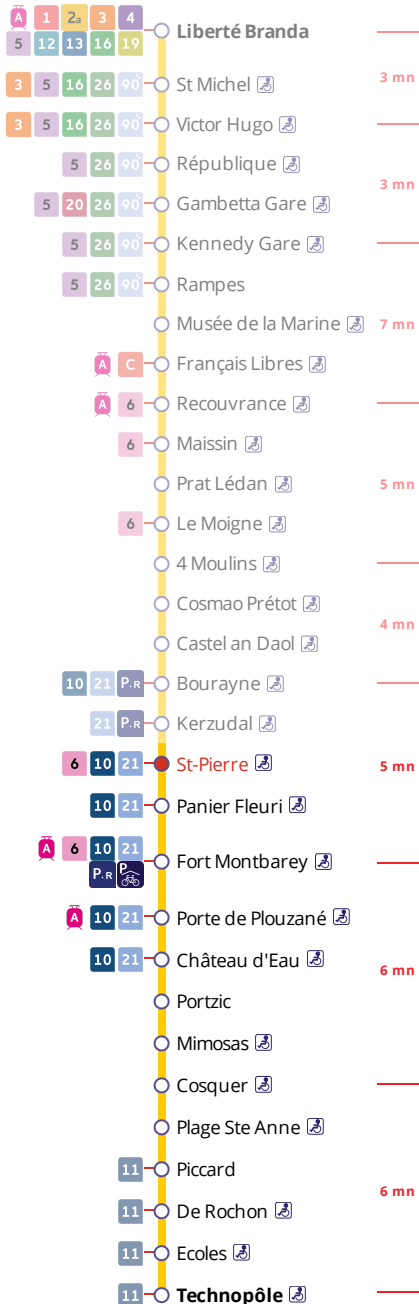 A 1 2a 3 4
Liberté Branda
5 12 13 16 19
3 mn
3 5 16 26 90 St Michel
3 5 16 26 90 Victor Hugo
5 26 90 République
3 mn
5 20 26 90 Gambetta Gare
5 26 90 Kennedy Gare
5 26 90 Rampes
Musée de la Marine 7 mn
A C Français Libres
A 6 Recouvrance
6 Maissin
Prat Lédan 5 mn
6 Le Moigne
4 Moulins
Cosmao Prétot
4 mn
Castel an Daol
10 21 P.R Bourayne
21 P.R Kerzudal
6 10 21 St-Pierre 5 mn
10 21 Panier Fleuri
A 6 10 21
Fort Montbarey
P.R P
A 10 21 Porte de Plouzané
10 21 Château d'Eau
6 mn
Portzic
Mimosas
Cosquer
Plage Ste Anne
11 Piccard
6 mn
11 De Rochon
11 Ecoles
11 Technopôle